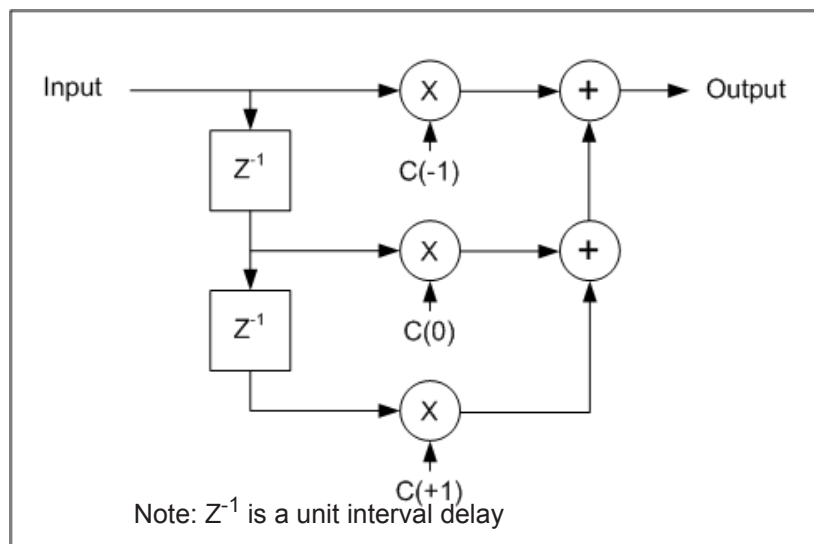 Input
X
+
Output
Z⁻¹
C(-1)
X
+
Z⁻¹
C(0)
X
C(+1)
Note: Z⁻¹ is a unit interval delay